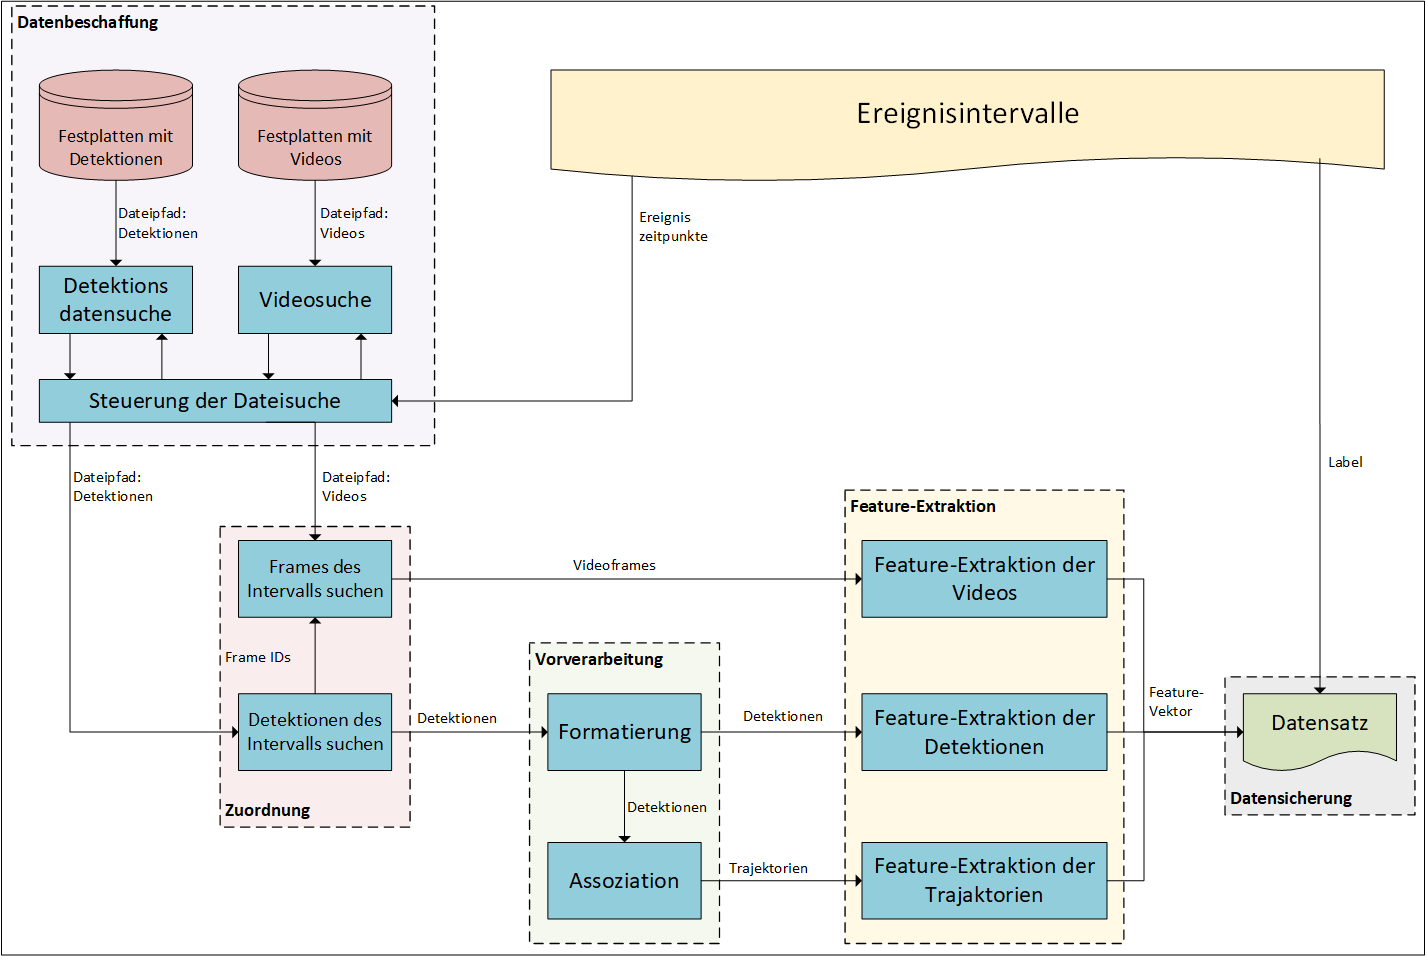 Datenbeschaffung
Festplatten mit
Detektionen
Festplatten mit
Videos
Ereignisintervalle
Dateipfad:
Detektionen
Dateipfad:
Videos
Ereignis
zeitpunkte
Detektions
datensuche
Videosuche
Steuerung der Dateisuche
Dateipfad:
Detektionen
Dateipfad:
Videos
Label
Feature-Extraktion
Frames des
Intervalls suchen
Videoframes
Feature-Extraktion der
Videos
Frame IDs
Vorverarbeitung
Detektionen des
Intervalls suchen
Detektionen
Formatierung
Detektionen
Feature-Extraktion der
Detektionen
Feature-
Vektor
Datensatz
Zuordnung
Detektionen
Datensicherung
Assoziation
Trajektorien
Feature-Extraktion der
Trajaktorien